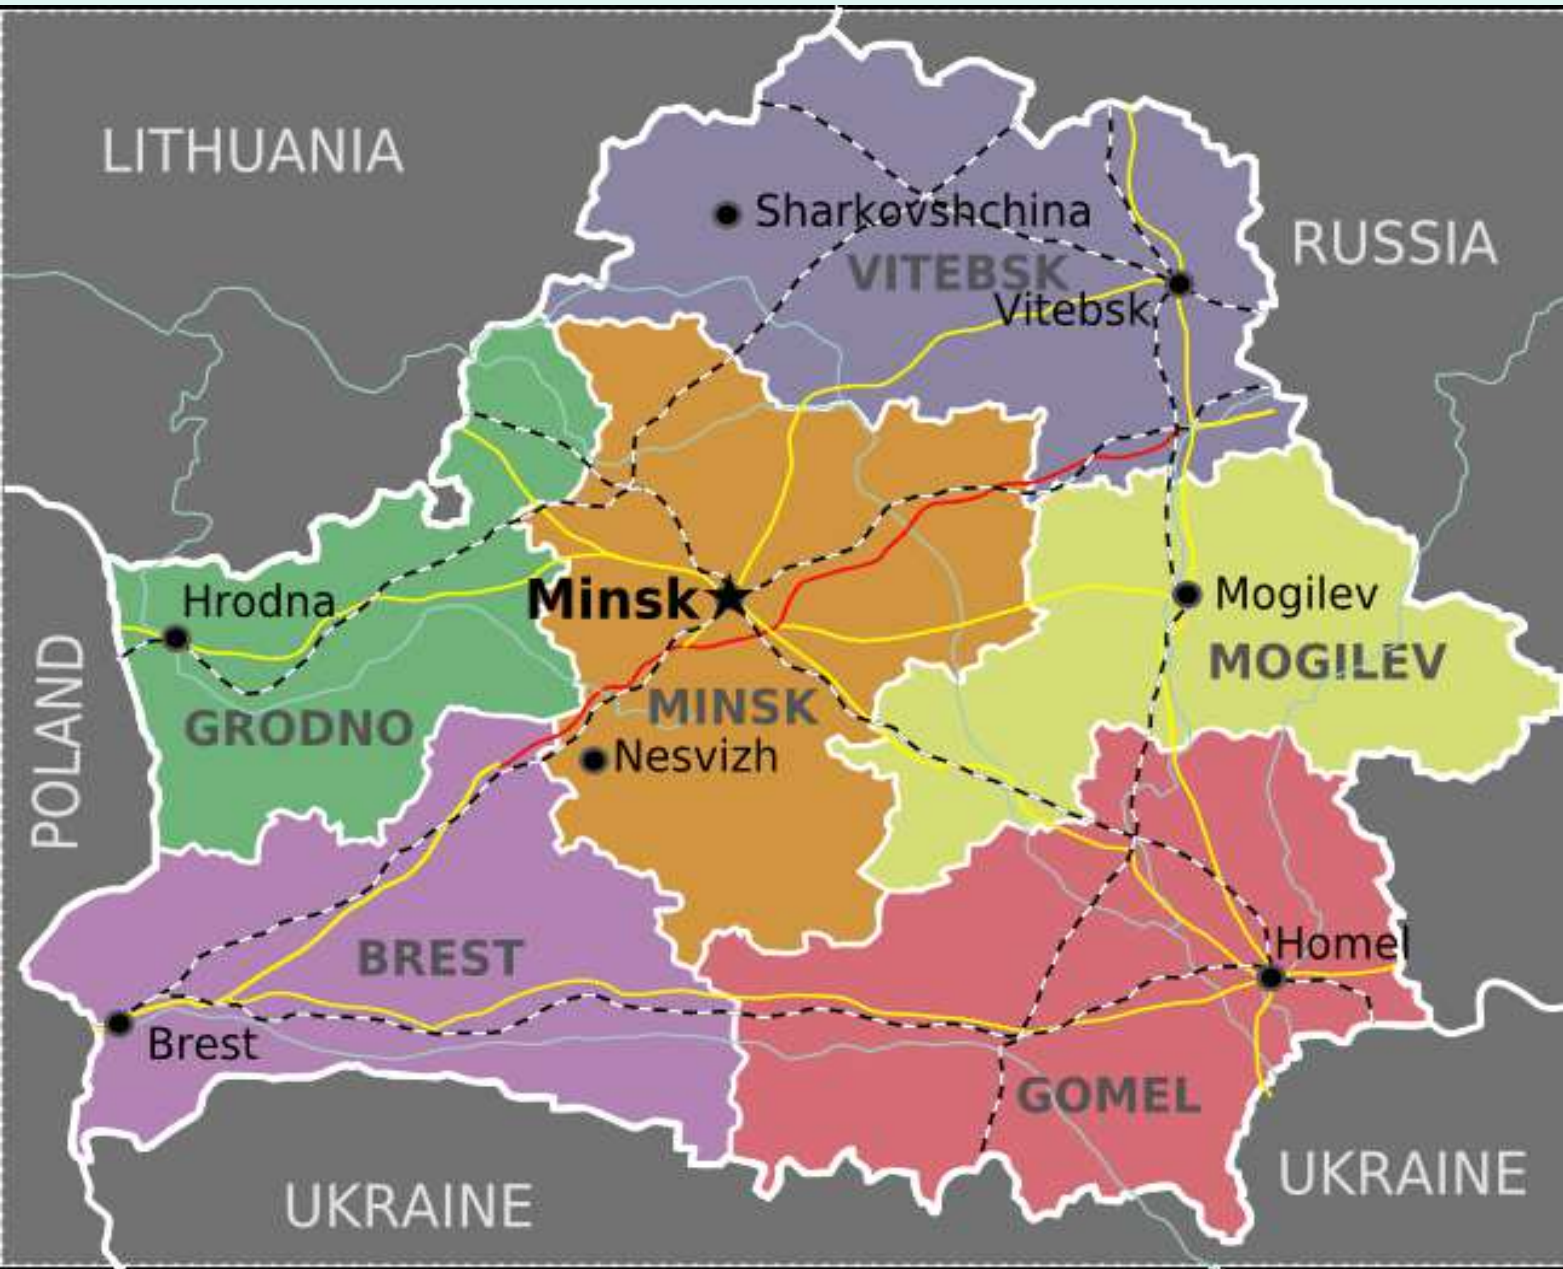 LITHUANIA
Sharkovshchina
RUSSIA
VITEBSK
Vitebsk
Hrodna
Minsk
Mogilev
POLAND
MOGILEV
GRODNO
MINSK
Nesvizh
BREST
Homel
Brest
GOMEL
UKRAINE
UKRAINE